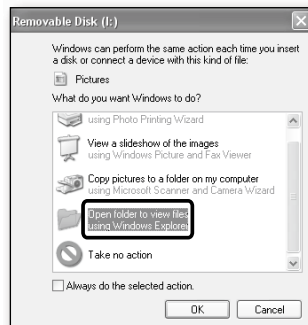 Removable Disk (I:)
Windows can perform the same action each time you insert
a disk or connect a device with this kind of file:
Pictures
What do you want Windows to do?
using Photo Printing Wizard
View a slideshow of the images
using Windows Picture and Fax Viewer
Copy pictures to a folder on my computer
using Microsoft Scanner and Camera Wizard
Open folder to view files
using Windows Explorer
Take no action
Always do the selected action.
OK
Cancel